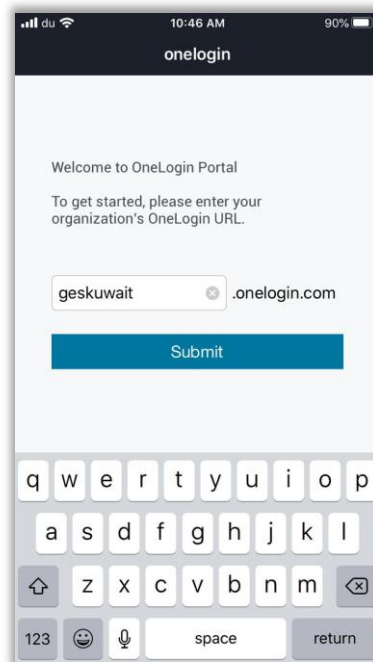 du 10:46 AM 90%
onelogin
Welcome to OneLogin Portal
To get started, please enter your
organization's OneLogin URL.
geskuwait .onelogin.com
Submit
q w e r t y u i o p
a s d f g h j k l
z x c v b n m
123 space return